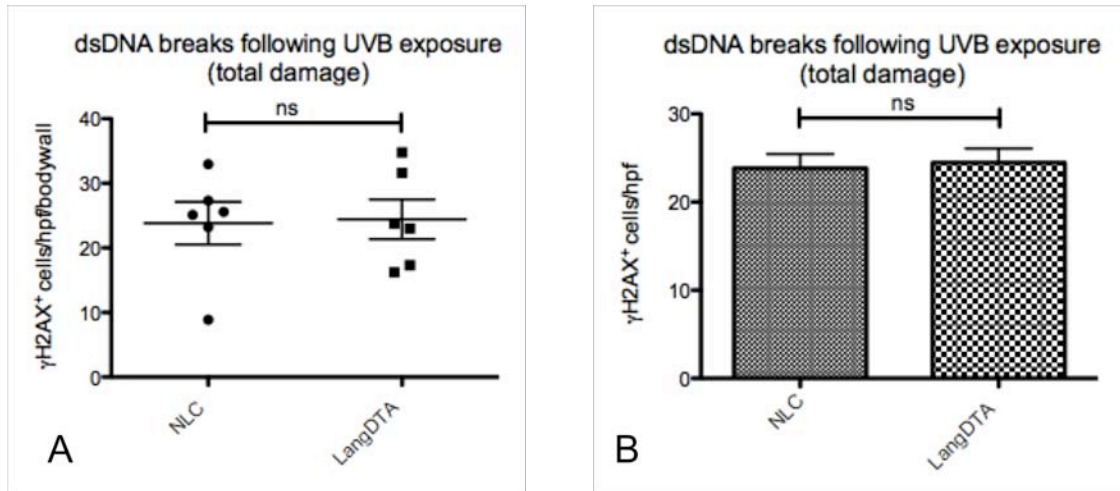 dsDNA breaks following UVB exposure
(total damage)
ns
40
30
20
10
0
γH2AX⁺ cells/hpf/bodywall
NLC
LangDTA
A
dsDNA breaks following UVB exposure
(total damage)
ns
30
20
10
0
γH2AX⁺ cells/hpf
NLC
LangDTA
B